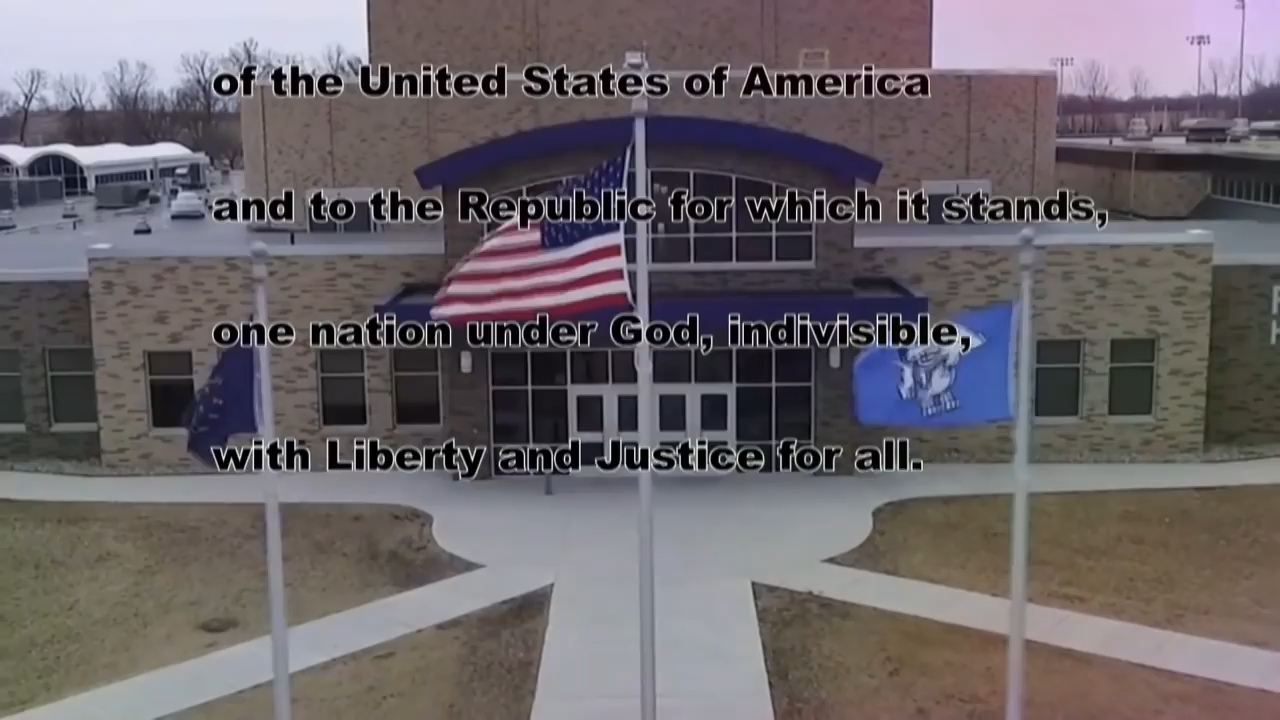 of the United States of America
and to the Republic for which it stands,
one nation under God, indivisible,
with Liberty and Justice for all.